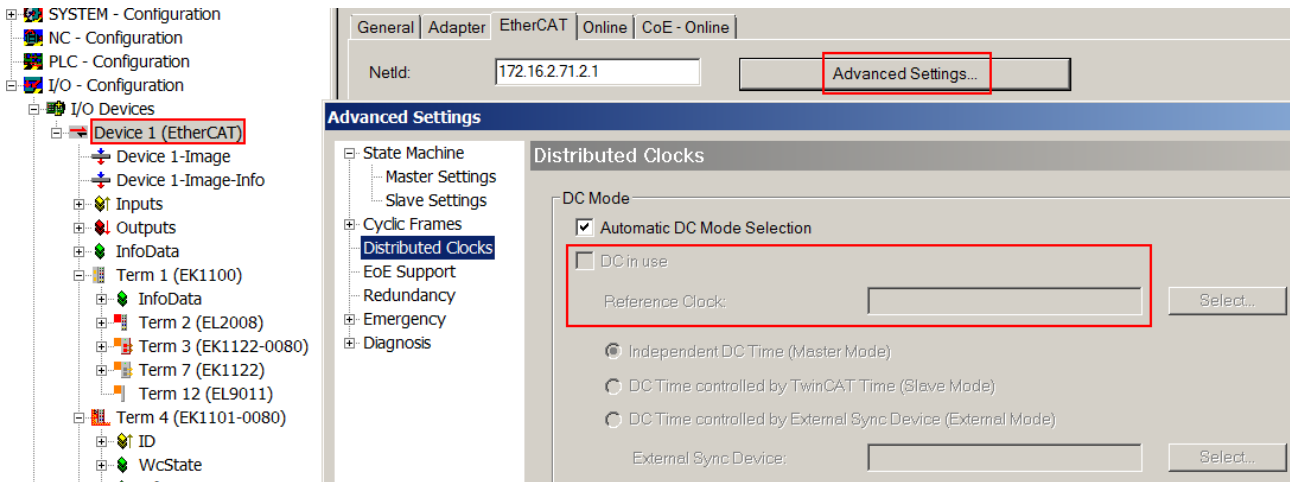 SYSTEM - Configuration
NC - Configuration
PLC - Configuration
I/O - Configuration
I/O Devices
Device 1 (EtherCAT)
Device 1-Image
Device 1-Image-Info
Inputs
Outputs
InfoData
Term 1 (EK1100)
InfoData
Term 2 (EL2008)
Term 3 (EK1122-0080)
Term 7 (EK1122)
Term 12 (EL9011)
Term 4 (EK1101-0080)
ID
WcState
General Adapter EtherCAT Online CoE - Online
NetId: 172.16.2.71.2.1 Advanced Settings...
Advanced Settings
State Machine
Master Settings
Slave Settings
Cyclic Frames
Distributed Clocks
EoE Support
Redundancy
Emergency
Diagnosis
Distributed Clocks
DC Mode
Automatic DC Mode Selection
DC in use
Reference Clock: Select...
Independent DC Time (Master Mode)
DC Time controlled by TwinCAT Time (Slave Mode)
DC Time controlled by External Sync Device (External Mode)
External Sync Device: Select...